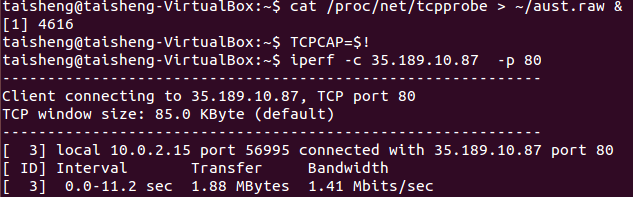 taisheng@taisheng-VirtualBox:~$ cat /proc/net/tcpprobe > ~/aust.raw &
[1] 4616
taisheng@taisheng-VirtualBox:~$ TCPCAP=$!
taisheng@taisheng-VirtualBox:~$ iperf -c 35.189.10.87  -p 80
------------------------------------------------------------
Client connecting to 35.189.10.87, TCP port 80
TCP window size: 85.0 KByte (default)
------------------------------------------------------------
[  3] local 10.0.2.15 port 56995 connected with 35.189.10.87 port 80
[ ID] Interval       Transfer     Bandwidth
[  3]  0.0-11.2 sec  1.88 MBytes  1.41 Mbits/sec